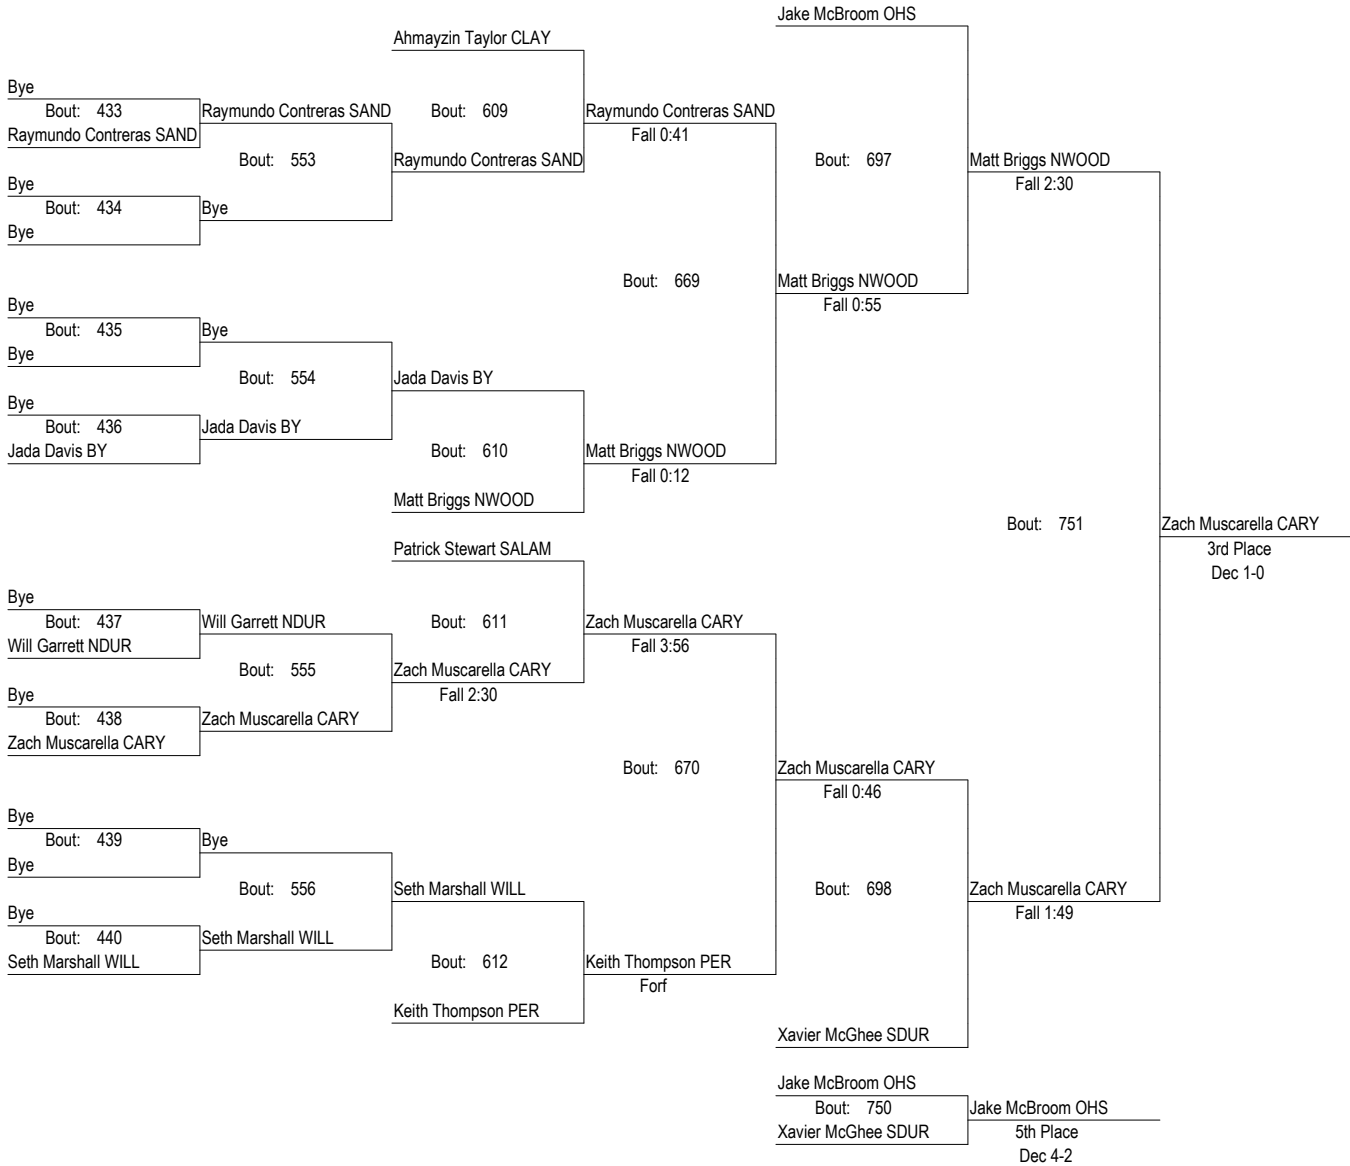 Jake McBroom OHS
Ahmayzin Taylor CLAY
Bye
Bout: 433
Raymundo Contreras SAND
Raymundo Contreras SAND
Bout: 609
Raymundo Contreras SAND
Fall 0:41
Bout: 553
Raymundo Contreras SAND
Bout: 697
Matt Briggs NWOOD
Fall 2:30
Bye
Bout: 434
Bye
Bye
Bout: 669
Matt Briggs NWOOD
Fall 0:55
Bye
Bout: 435
Bye
Bye
Bout: 554
Jada Davis BY
Bye
Bout: 436
Jada Davis BY
Jada Davis BY
Bout: 610
Matt Briggs NWOOD
Fall 0:12
Matt Briggs NWOOD
Bout: 751
Zach Muscarella CARY
3rd Place
Dec 1-0
Patrick Stewart SALAM
Bye
Bout: 437
Will Garrett NDUR
Will Garrett NDUR
Bout: 611
Zach Muscarella CARY
Fall 3:56
Bout: 555
Zach Muscarella CARY
Fall 2:30
Bye
Bout: 438
Zach Muscarella CARY
Zach Muscarella CARY
Bout: 670
Zach Muscarella CARY
Fall 0:46
Bye
Bout: 439
Bye
Bye
Bout: 556
Seth Marshall WILL
Bout: 698
Zach Muscarella CARY
Fall 1:49
Bye
Bout: 440
Seth Marshall WILL
Seth Marshall WILL
Bout: 612
Keith Thompson PER
Forf
Keith Thompson PER
Xavier McGhee SDUR
Jake McBroom OHS
Bout: 750
Xavier McGhee SDUR
Jake McBroom OHS
5th Place
Dec 4-2